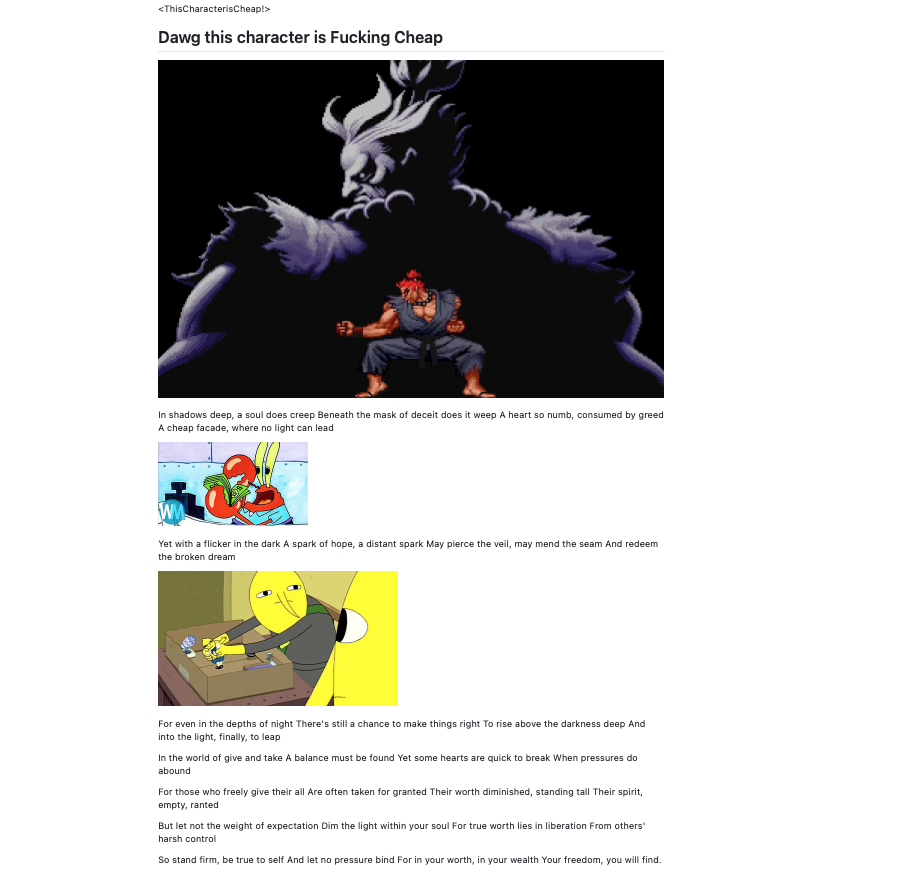 <ThisCharacterisCheap!>
Dawg this character is Fucking Cheap
In shadows deep, a soul does creep Beneath the mask of deceit does it weep A heart so numb, consumed by greed
A cheap facade, where no light can lead
WM
Yet with a flicker in the dark A spark of hope, a distant spark May pierce the veil, may mend the seam And redeem
the broken dream
For even in the depths of night There's still a chance to make things right To rise above the darkness deep And
into the light, finally, to leap
In the world of give and take A balance must be found Yet some hearts are quick to break When pressures do
abound
For those who freely give their all Are often taken for granted Their worth diminished, standing tall Their spirit,
empty, ranted
But let not the weight of expectation Dim the light within your soul For true worth lies in liberation From others'
harsh control
So stand firm, be true to self And let no pressure bind For in your worth, in your wealth Your freedom, you will find.